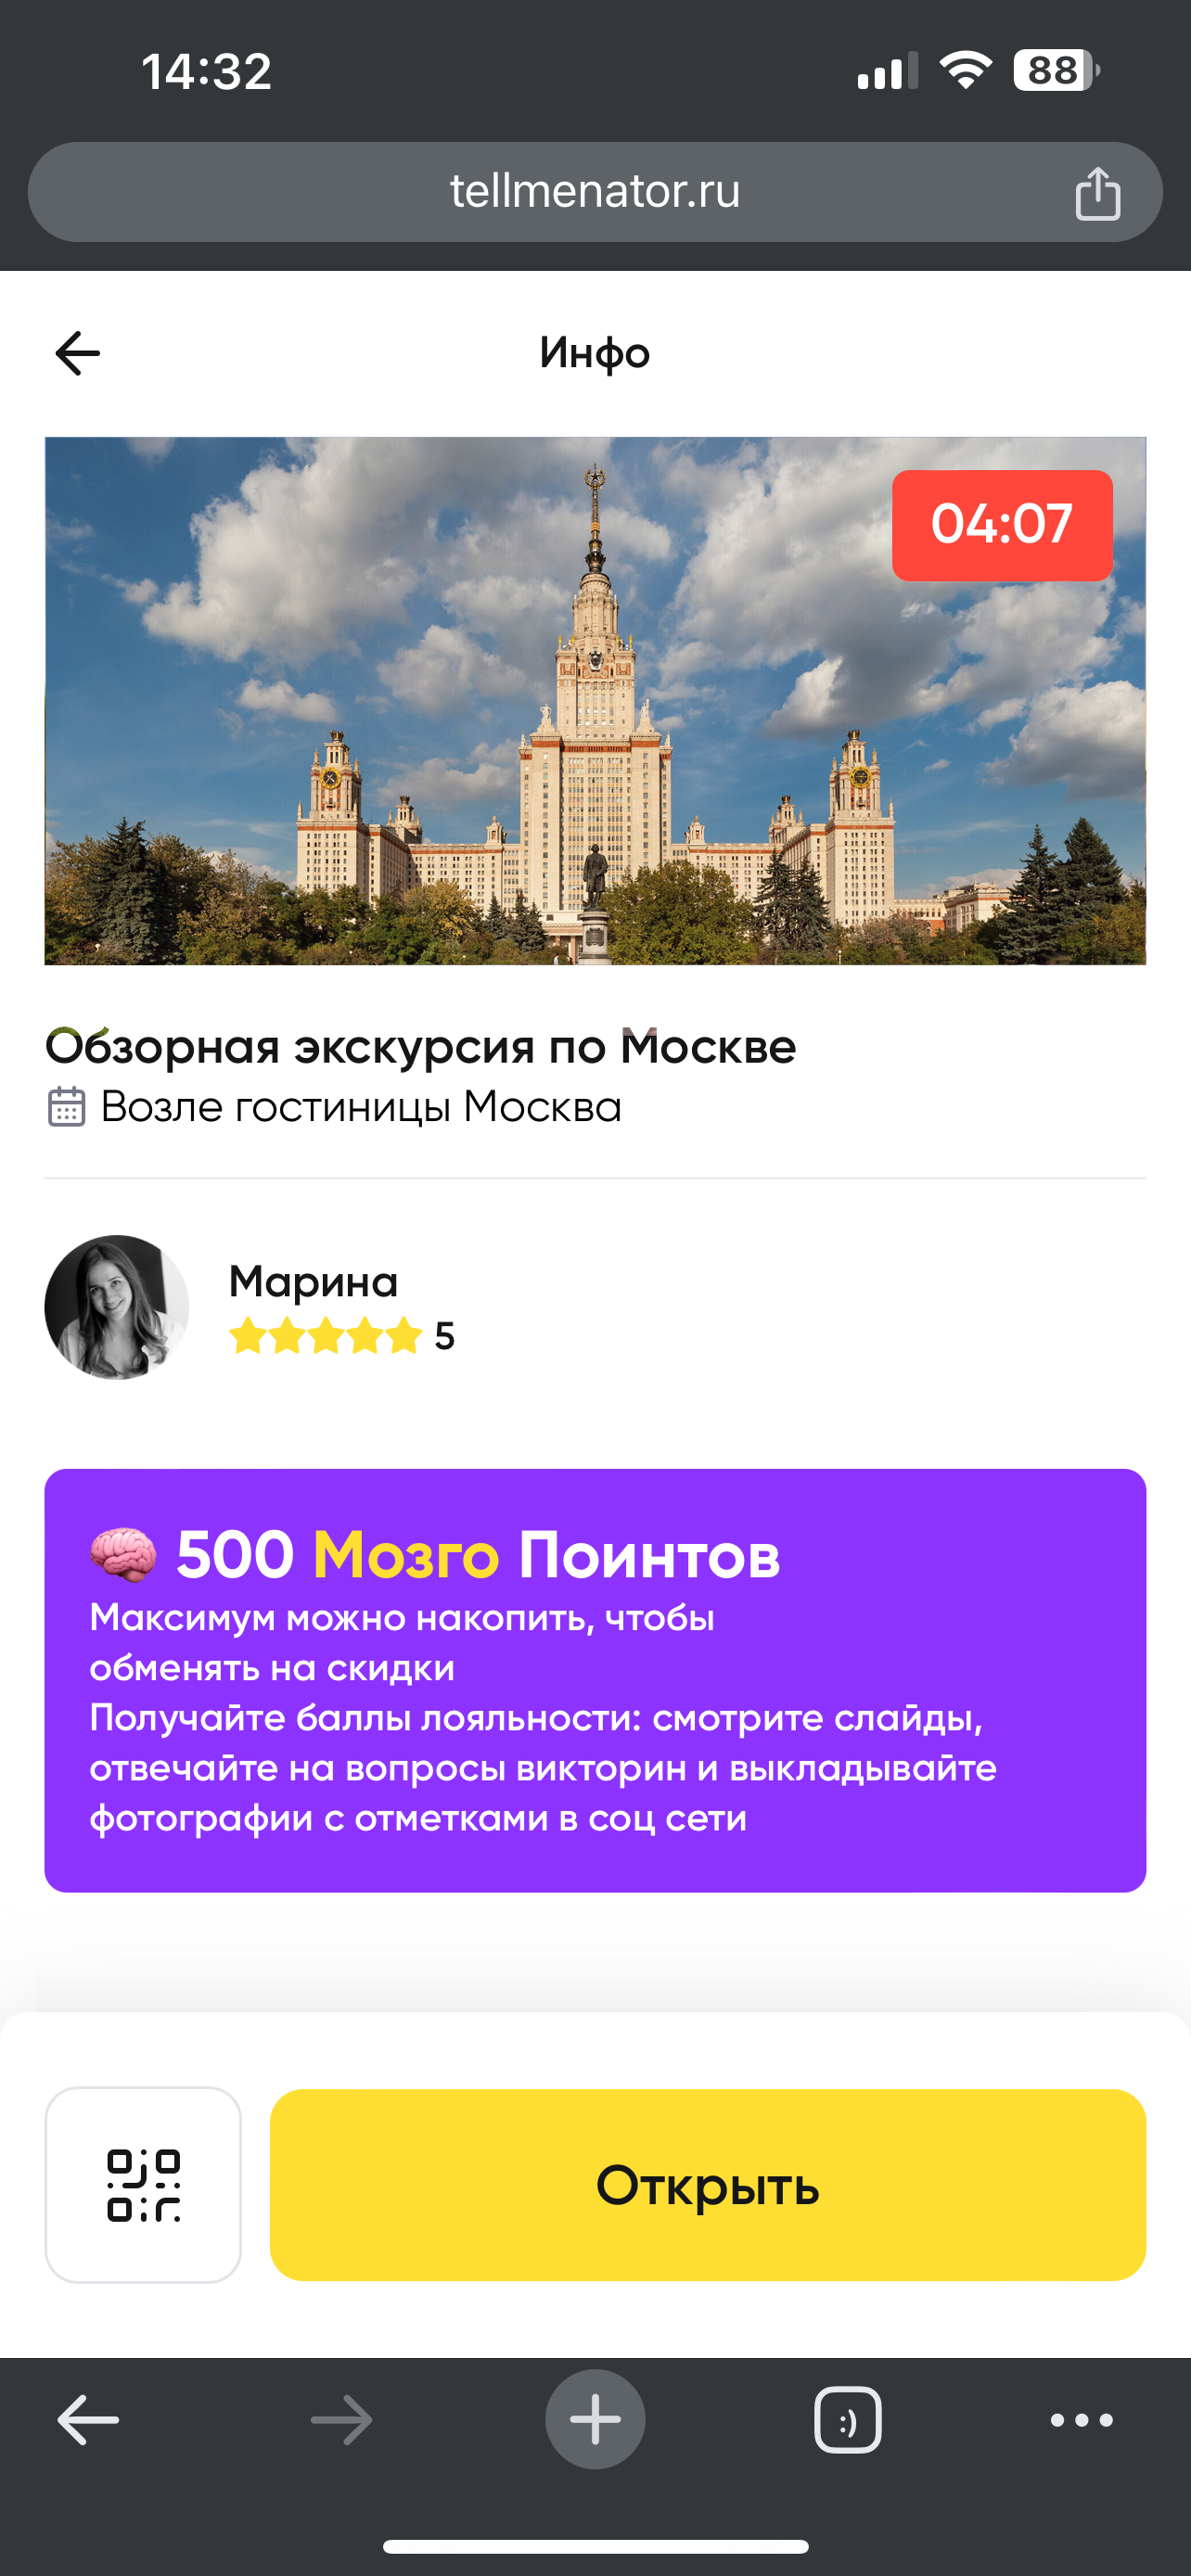 14:32
88
tellmenator.ru
Инфо
04:07
Обзорная экскурсия по Москве
Возле гостиницы Москва
Марина
5
500 Мозго Поинтов
Максимум можно накопить, чтобы
обменять на скидки
Получайте баллы лояльности: смотрите слайды,
отвечайте на вопросы викторин и выкладывайте
фотографии с отметками в соц сети
Открыть
:)